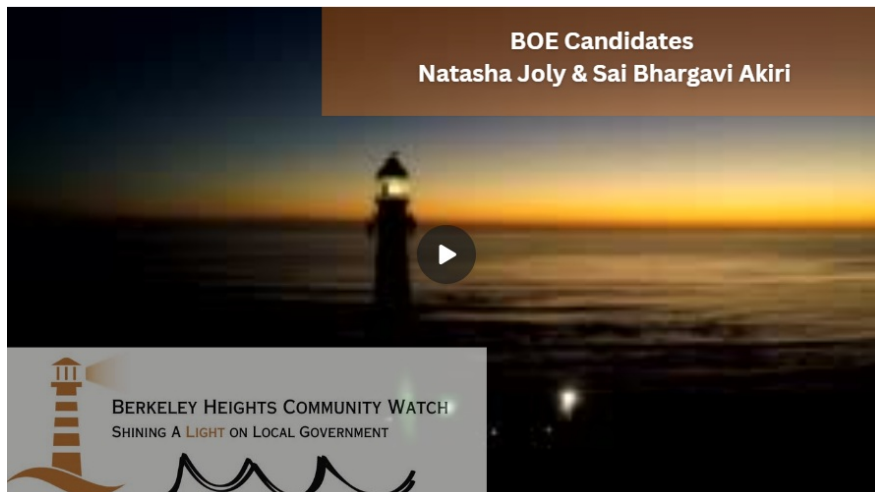 BOE Candidates
Natasha Joly & Sai Bhargavi Akiri
BERKELEY HEIGHTS COMMUNITY WATCH
SHINING A LIGHT ON LOCAL GOVERNMENT